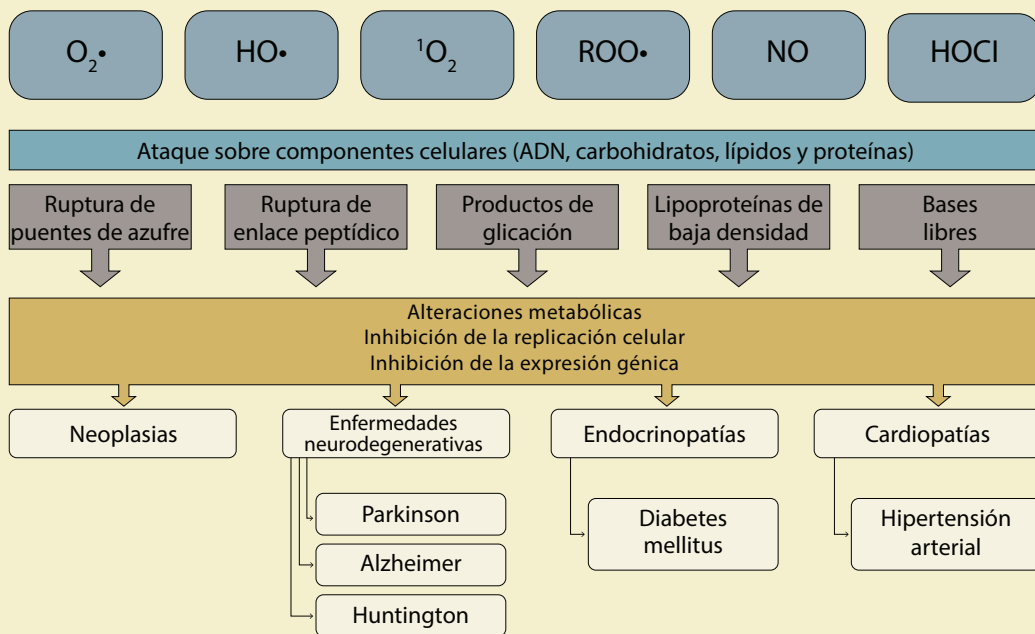 O₂•
HO•
¹O₂
ROO•
NO
HOCl
Ataque sobre componentes celulares (ADN, carbohidratos, lípidos y proteínas)
Ruptura de
puentes de azufre
Ruptura de
enlace peptídico
Productos de
glicación
Lipoproteínas de
baja densidad
Bases
libres
Alteraciones metabólicas
Inhibición de la replicación celular
Inhibición de la expresión génica
Neoplasias
Enfermedades
neurodegenerativas
Parkinson
Alzheimer
Huntington
Endocrinopatías
Diabetes
mellitus
Cardiopatías
Hipertensión
arterial